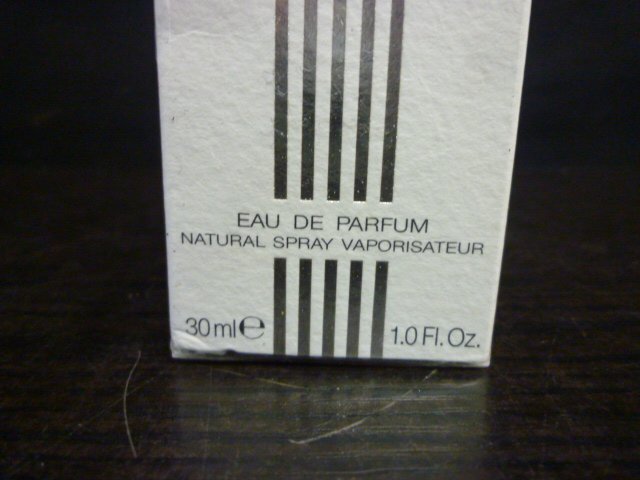 EAU DE PARFUM
NATURAL SPRAY VAPORISATEUR
30ml℮ 1.0 Fl. Oz.